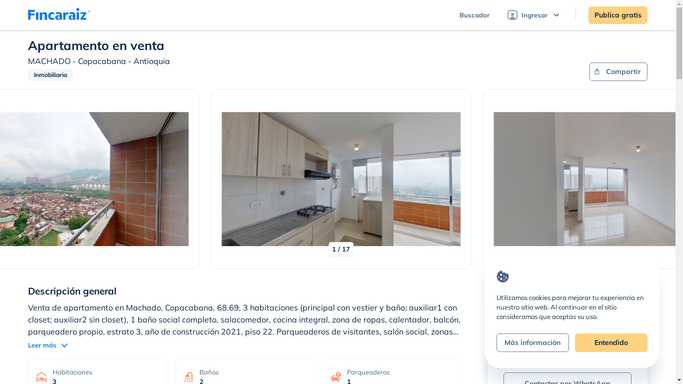 Fincaraiz
Buscador
Ingresar
Publica gratis
Apartamento en venta
MACHADO - Copacabana - Antioquia
Inmobiliaria
Compartir
1 / 17
Descripción general
Venta de apartamento en Machado, Copacabana, 68.69, 3 habitaciones (principal con vestier y baño; auxiliar1 con
closet; auxiliar2 sin closet), 1 baño social completo, salacomedor, cocina integral, zona de ropas, calentador, balcón,
parqueadero propio, estrato 3, año de construcción 2021, piso 22. Parqueaderos de visitantes, salón social, zonas...
Leer más
Habitaciones
3
Baños
2
Parqueaderos
1
Utilizamos cookies para mejorar tu experiencia en
nuestro sitio web. Al continuar en el sitio
consideramos que aceptas su uso.
Más información
Entendido
Contactar por WhatsApp